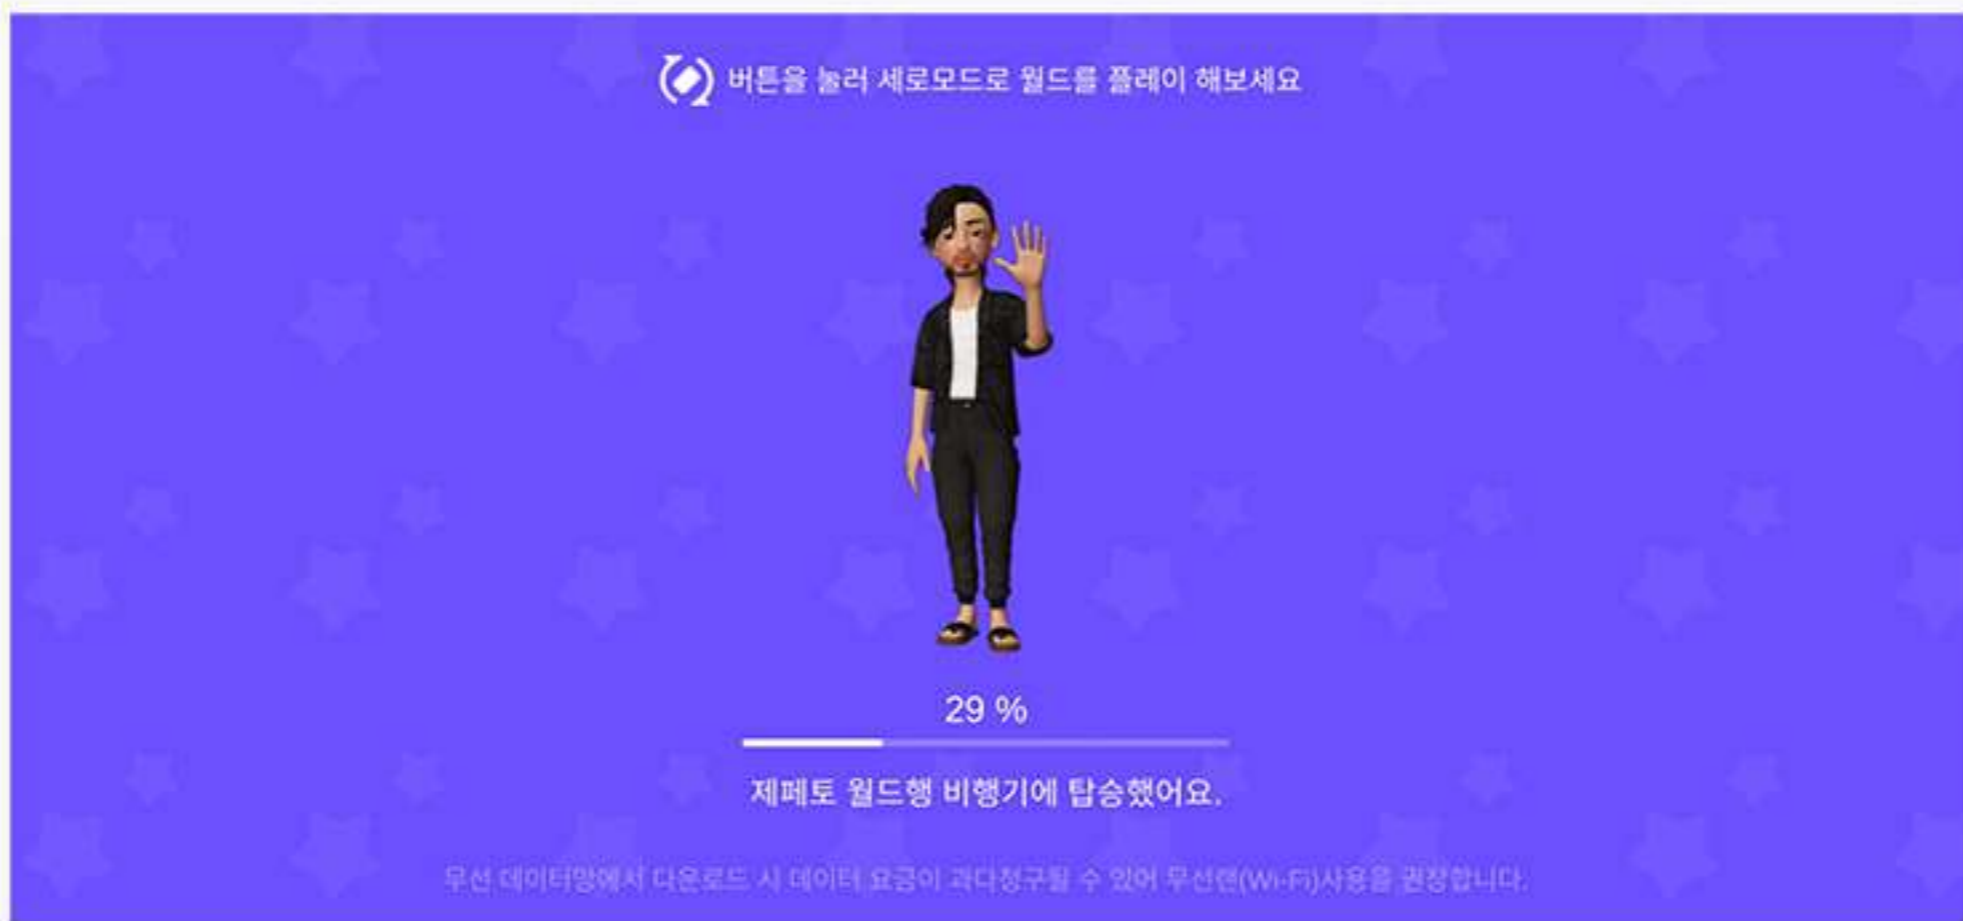 버튼을 눌러 세로모드로 월드를 플레이 해보세요
29 %
제페토 월드행 비행기에 탑승했어요.
무선 데이터망에서 다운로드 시 데이터 요금이 과다청구될 수 있어 무선랜(Wi-Fi)사용을 권장합니다.